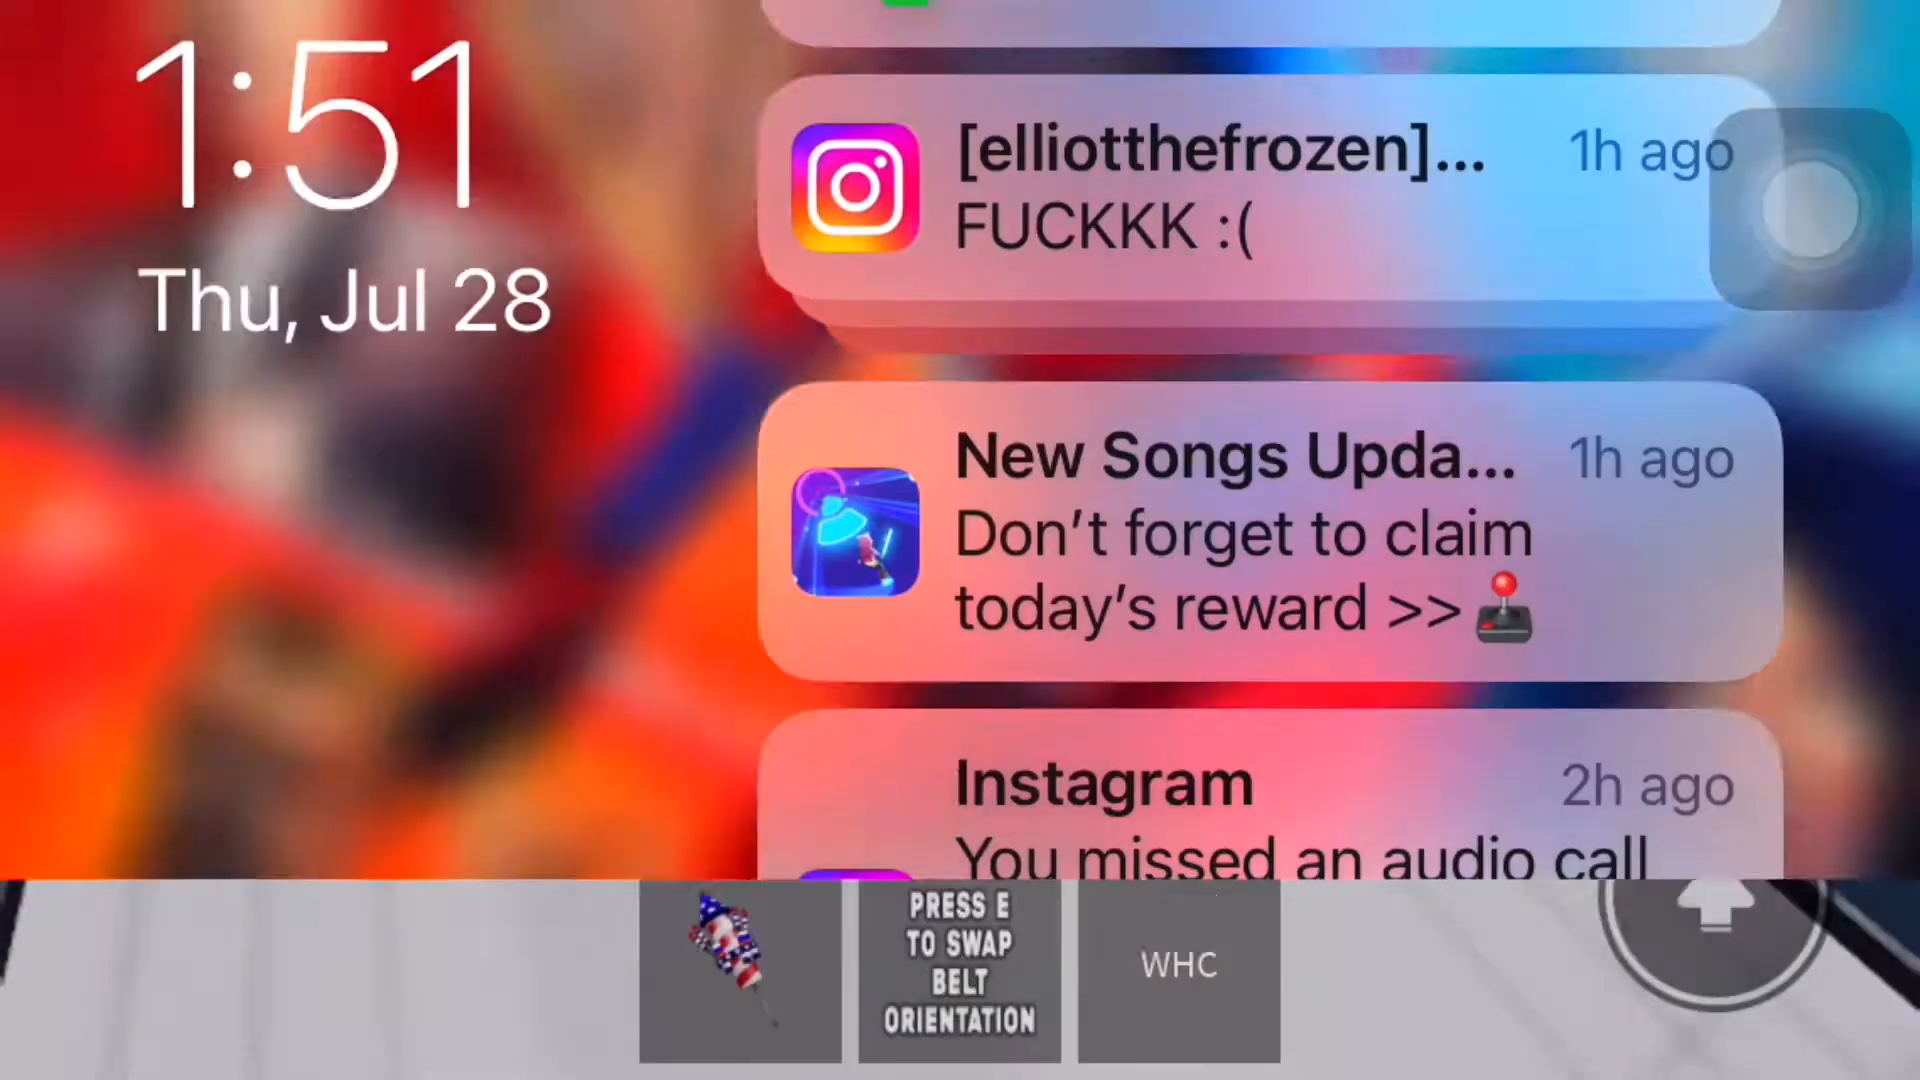 1:51
Thu, Jul 28
[elliotthefrozen]... 1h ago
FUCKKK :(
New Songs Upda... 1h ago
Don't forget to claim
today's reward >>
Instagram 2h ago
You missed an audio call
PRESS E
TO SWAP
BELT
ORIENTATION
WHC